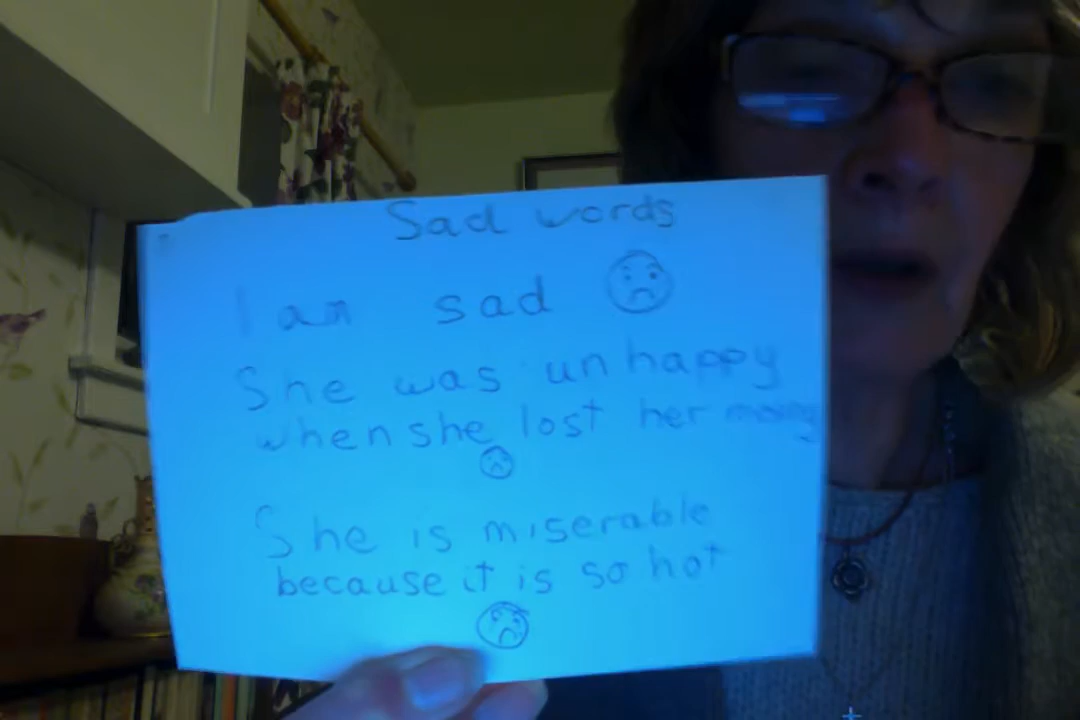 Sad words
I am sad
She was unhappy
when she lost her money
She is miserable
because it is so hot